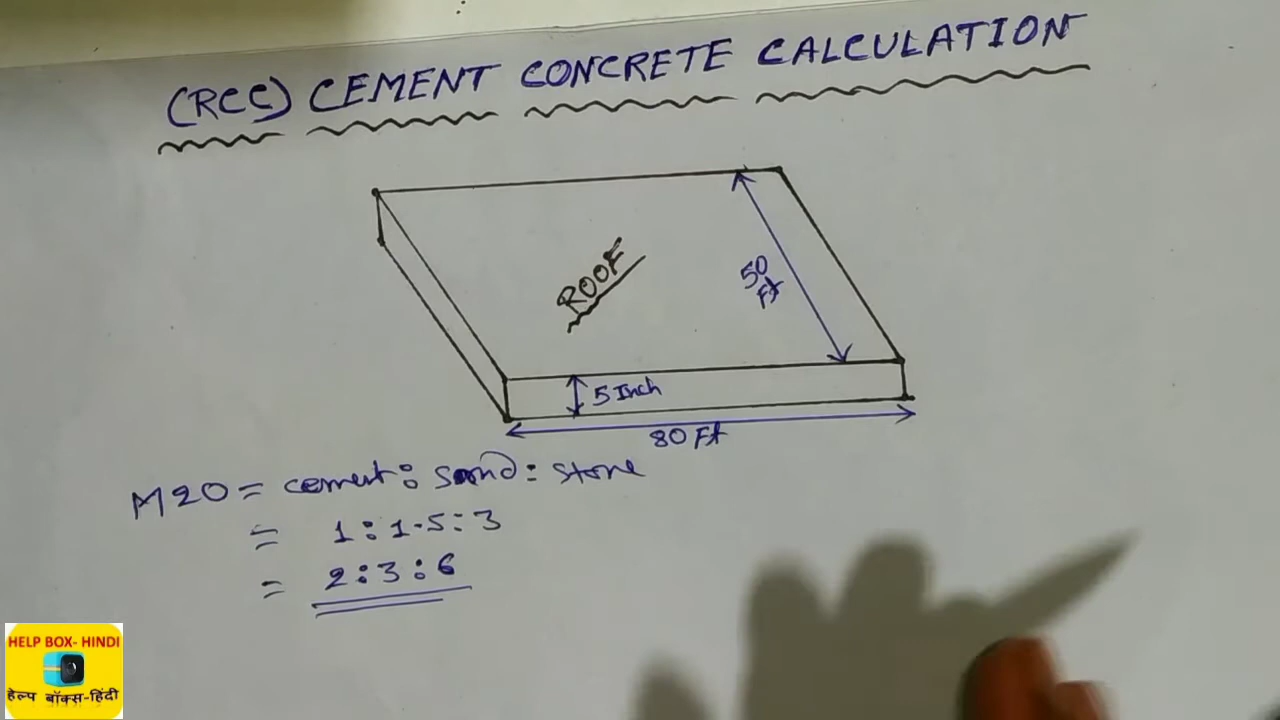 (RCC) CEMENT CONCRETE CALCULATION
ROOF
50 Ft
5 Inch
80 Ft
M20 = cement : sand : stone
= 1 : 1.5 : 3
= 2 : 3 : 6
HELP BOX- HINDI
हेल्प बॉक्स-हिंदी